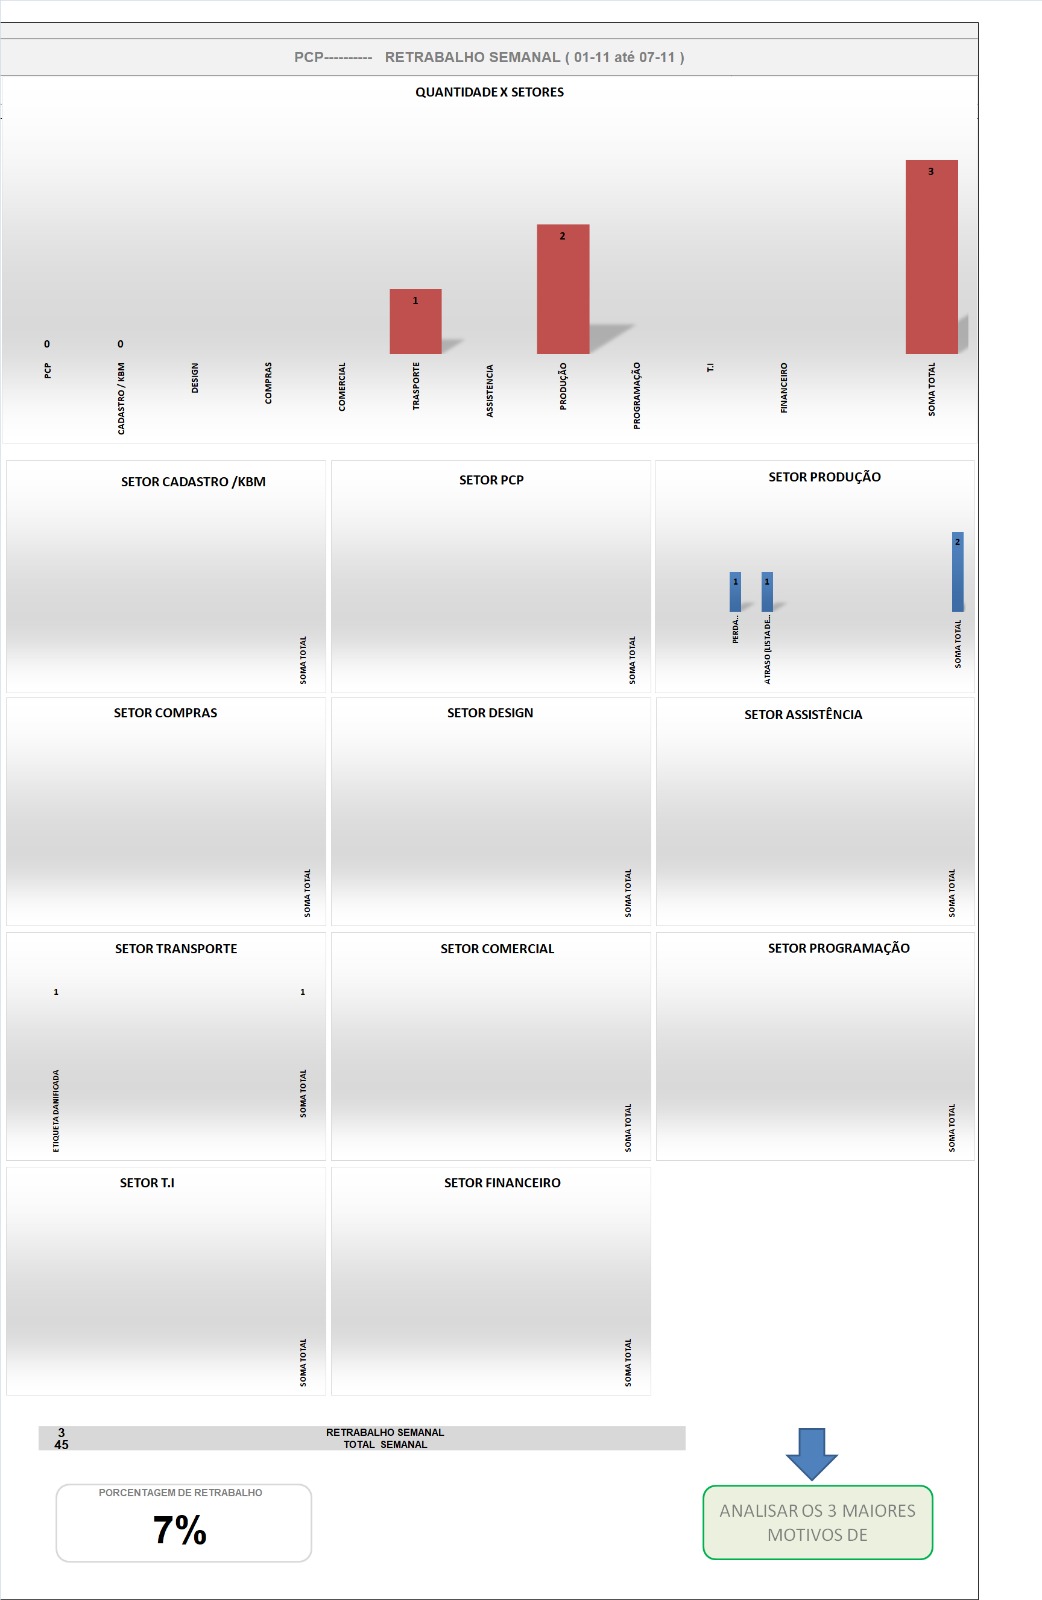 PCP---------- RETRABALHO SEMANAL ( 01-11 até 07-11 )
QUANTIDADE X SETORES
3
2
1
0
0
PCP
CADASTRO / KBM
DESIGN
COMPRAS
COMERCIAL
TRASPORTE
ASSISTENCIA
PRODUÇÃO
PROGRAMAÇÃO
T.I
FINANCEIRO
SOMA TOTAL
SETOR CADASTRO /KBM
SOMA TOTAL
SETOR PCP
SOMA TOTAL
SETOR PRODUÇÃO
1
1
2
PERDA...
ATRASO (LISTA DE...
SOMA TOTAL
SETOR COMPRAS
SOMA TOTAL
SETOR DESIGN
SOMA TOTAL
SETOR ASSISTÊNCIA
SOMA TOTAL
SETOR TRANSPORTE
1
1
ETIQUETA DANIFICADA
SOMA TOTAL
SETOR COMERCIAL
SOMA TOTAL
SETOR PROGRAMAÇÃO
SOMA TOTAL
SETOR T.I
SOMA TOTAL
SETOR FINANCEIRO
SOMA TOTAL
3 RETRABALHO SEMANAL
45 TOTAL SEMANAL
PORCENTAGEM DE RETRABALHO
7%
ANALISAR OS 3 MAIORES
MOTIVOS DE